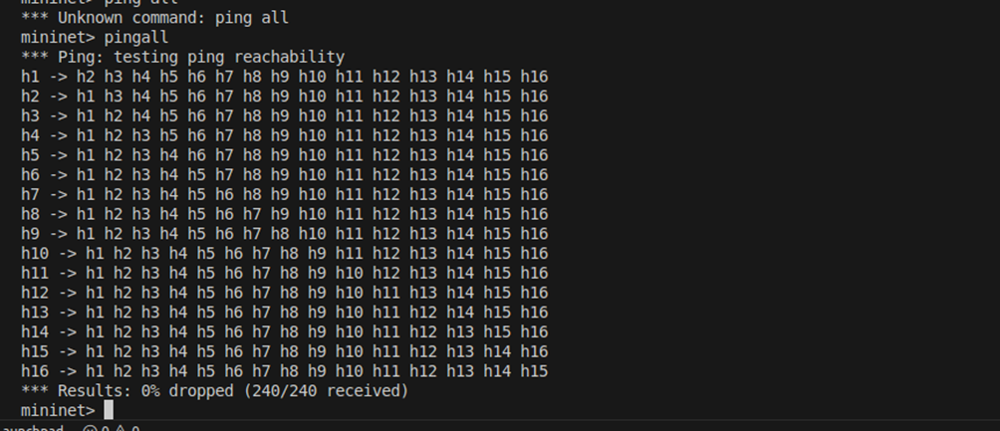 mininet> ping all
*** Unknown command: ping all
mininet> pingall
*** Ping: testing ping reachability
h1 -> h2 h3 h4 h5 h6 h7 h8 h9 h10 h11 h12 h13 h14 h15 h16
h2 -> h1 h3 h4 h5 h6 h7 h8 h9 h10 h11 h12 h13 h14 h15 h16
h3 -> h1 h2 h4 h5 h6 h7 h8 h9 h10 h11 h12 h13 h14 h15 h16
h4 -> h1 h2 h3 h5 h6 h7 h8 h9 h10 h11 h12 h13 h14 h15 h16
h5 -> h1 h2 h3 h4 h6 h7 h8 h9 h10 h11 h12 h13 h14 h15 h16
h6 -> h1 h2 h3 h4 h5 h7 h8 h9 h10 h11 h12 h13 h14 h15 h16
h7 -> h1 h2 h3 h4 h5 h6 h8 h9 h10 h11 h12 h13 h14 h15 h16
h8 -> h1 h2 h3 h4 h5 h6 h7 h9 h10 h11 h12 h13 h14 h15 h16
h9 -> h1 h2 h3 h4 h5 h6 h7 h8 h10 h11 h12 h13 h14 h15 h16
h10 -> h1 h2 h3 h4 h5 h6 h7 h8 h9 h11 h12 h13 h14 h15 h16
h11 -> h1 h2 h3 h4 h5 h6 h7 h8 h9 h10 h12 h13 h14 h15 h16
h12 -> h1 h2 h3 h4 h5 h6 h7 h8 h9 h10 h11 h13 h14 h15 h16
h13 -> h1 h2 h3 h4 h5 h6 h7 h8 h9 h10 h11 h12 h14 h15 h16
h14 -> h1 h2 h3 h4 h5 h6 h7 h8 h9 h10 h11 h12 h13 h15 h16
h15 -> h1 h2 h3 h4 h5 h6 h7 h8 h9 h10 h11 h12 h13 h14 h16
h16 -> h1 h2 h3 h4 h5 h6 h7 h8 h9 h10 h11 h12 h13 h14 h15
*** Results: 0% dropped (240/240 received)
mininet>